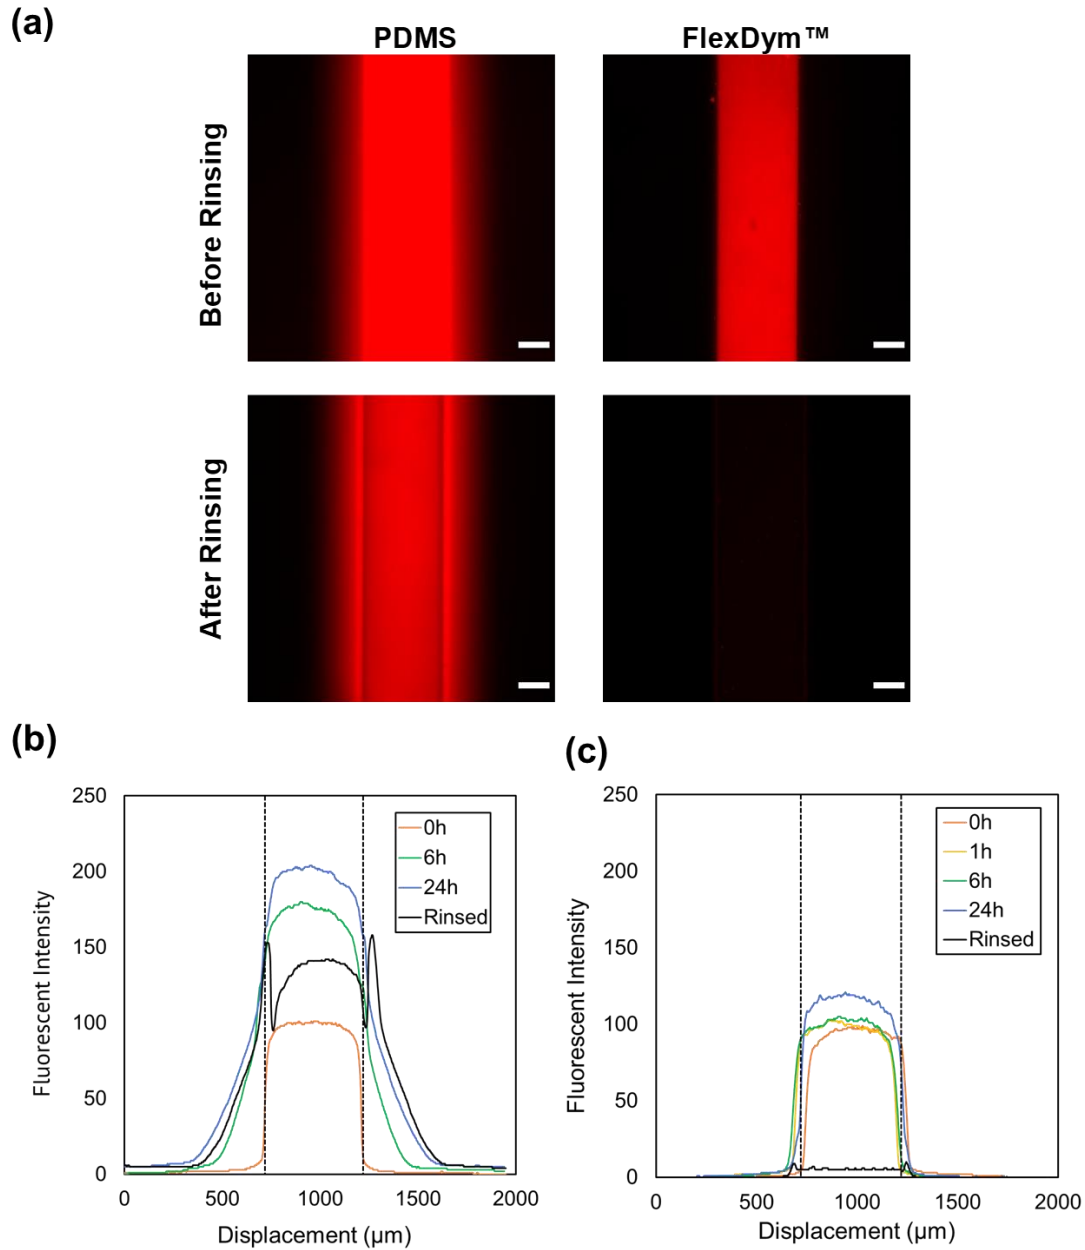 (a)
PDMS
FlexDym™
Before Rinsing
After Rinsing
(b)
250
200
150
100
50
0
Fluorescent Intensity
0h
6h
24h
Rinsed
0
500
1000
1500
2000
Displacement (µm)
(c)
250
200
150
100
50
0
Fluorescent Intensity
0h
1h
6h
24h
Rinsed
0
500
1000
1500
2000
Displacement (µm)